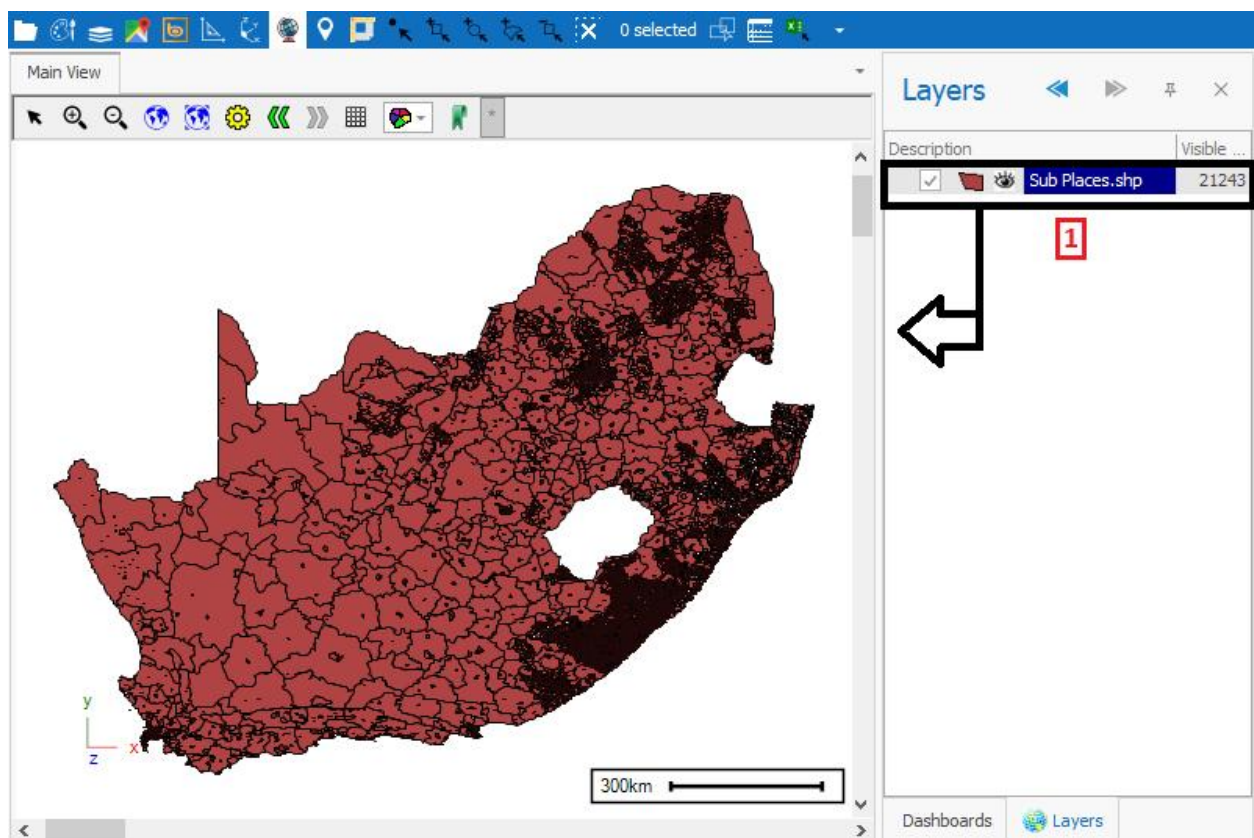 0 selected
Main View
Layers
Description Visible ...
Sub Places.shp 21243
1
y
x
z
300km
Dashboards Layers